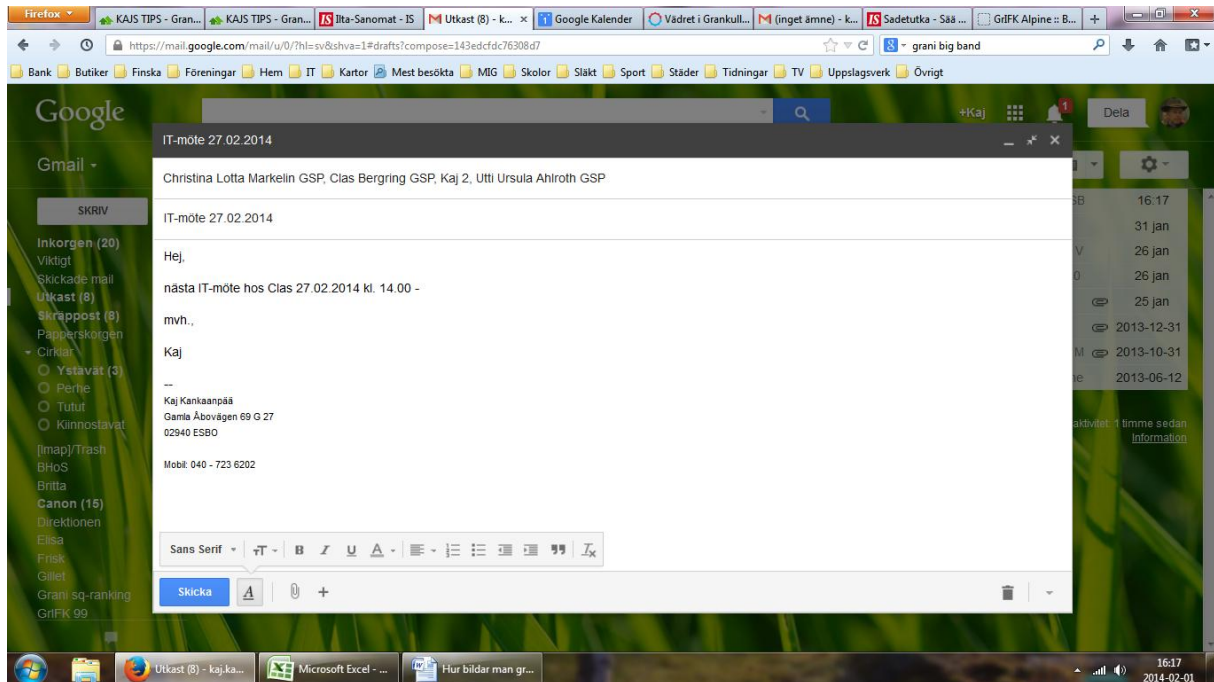 Firefox
KAJS TIPS - Gran... KAJS TIPS - Gran... Ilta-Sanomat - IS Utkast (8) - k... Google Kalender Vädret i Grankull... (inget ämne) - k... Sadetutka - Sää ... GrIFK Alpine :: B...
https://mail.google.com/mail/u/0/?hl=sv&shva=1#drafts?compose=143edcfdc76308d7 grani big band
Bank Butiker Finska Föreningar Hem IT Kartor Mest besökta MIG Skolor Släkt Sport Städer Tidningar TV Uppslagsverk Övrigt
Google +Kaj 1 Dela
Gmail
SKRIV
Inkorgen (20)
Viktigt
Skickade mail
Utkast (8)
Skräppost (8)
Papperskorgen
Cirklar
Ystävät (3)
Perhe
Tutut
Kiinnostavat
[Imap]/Trash
BHoS
Britta
Canon (15)
Direktionen
Elisa
Frisk
Gillet
Grani sq-ranking
GrIFK 99
IT-möte 27.02.2014
Christina Lotta Markelin GSP, Clas Bergring GSP, Kaj 2, Utti Ursula Ahlroth GSP
IT-möte 27.02.2014
Hej,
nästa IT-möte hos Clas 27.02.2014 kl. 14.00 -
mvh.,
Kaj
--
Kaj Kankaanpää
Gamla Åbovägen 69 G 27
02940 ESBO
Mobil: 040 - 723 6202
Sans Serif
Skicka
16:17
31 jan
26 jan
26 jan
25 jan
2013-12-31
2013-10-31
2013-06-12
aktivitet: 1 timme sedan
Information
Utkast (8) - kaj.ka... Microsoft Excel - ... Hur bildar man gr... 16:17
2014-02-01